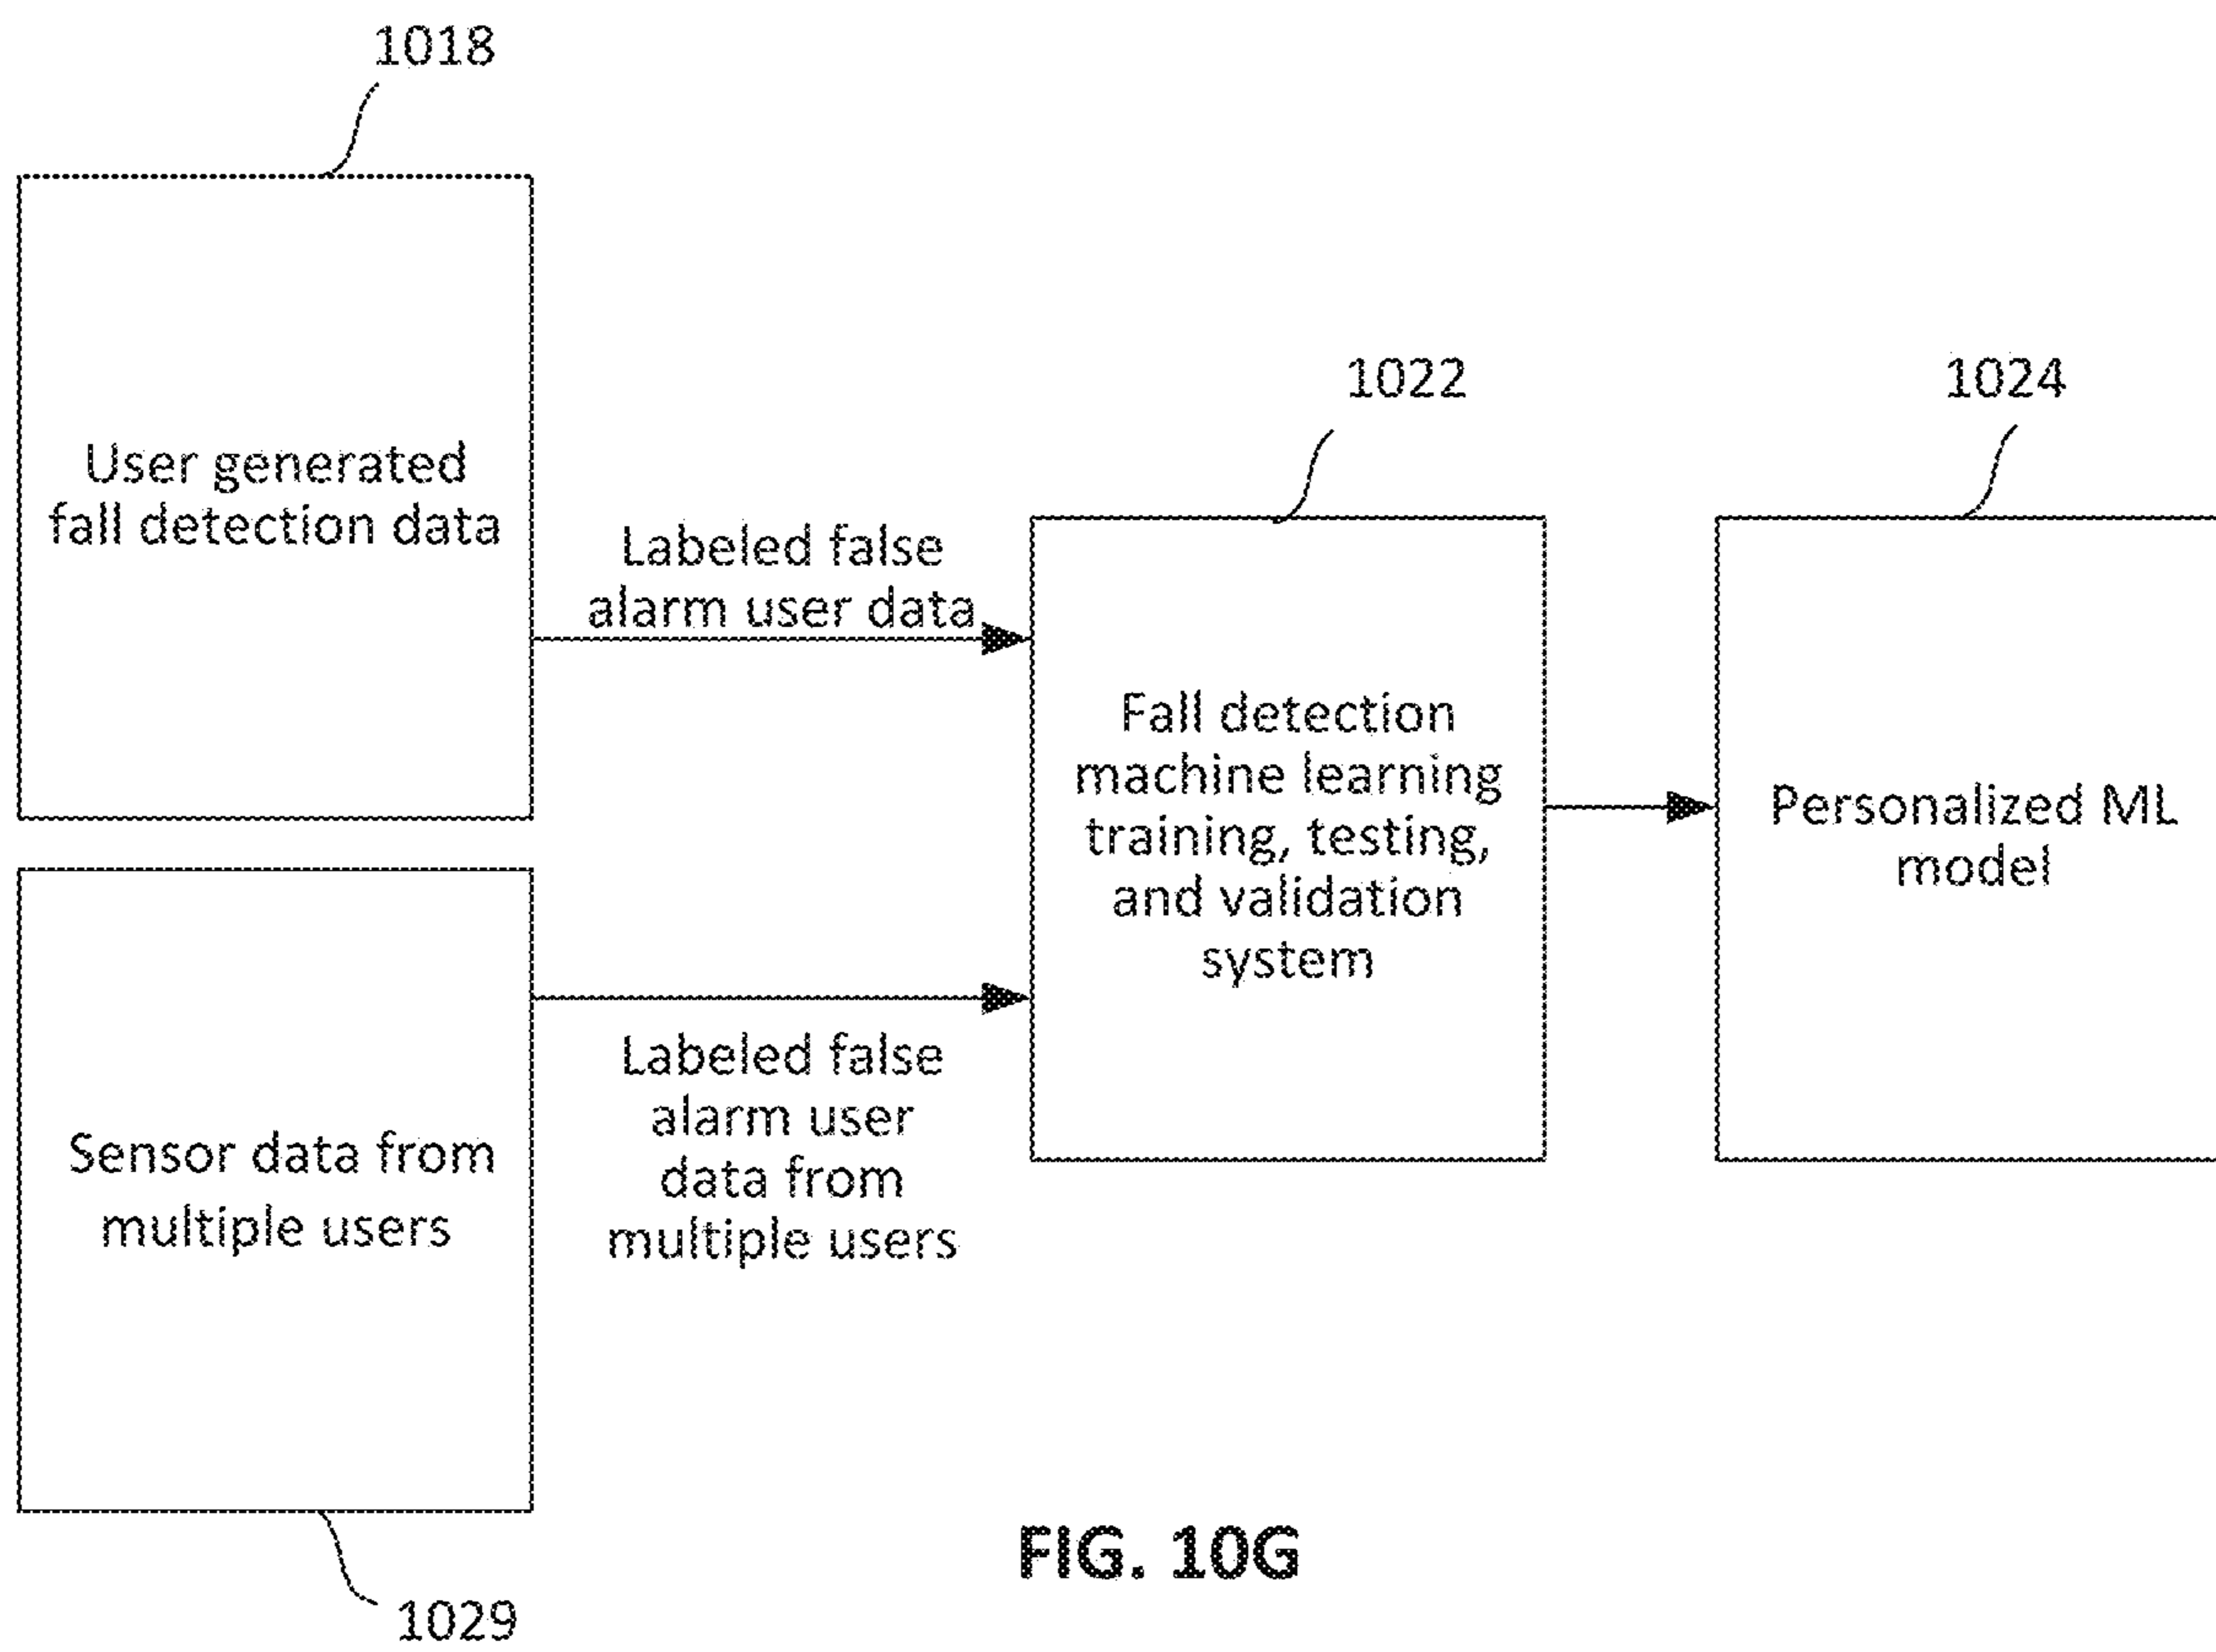 1018
User generated
fall detection data
Labeled false
alarm user data
1022
Fall detection
machine learning
training, testing,
and validation
system
1024
Personalized ML
model
Sensor data from
multiple users
Labeled false
alarm user
data from
multiple users
1029
FIG. 10G